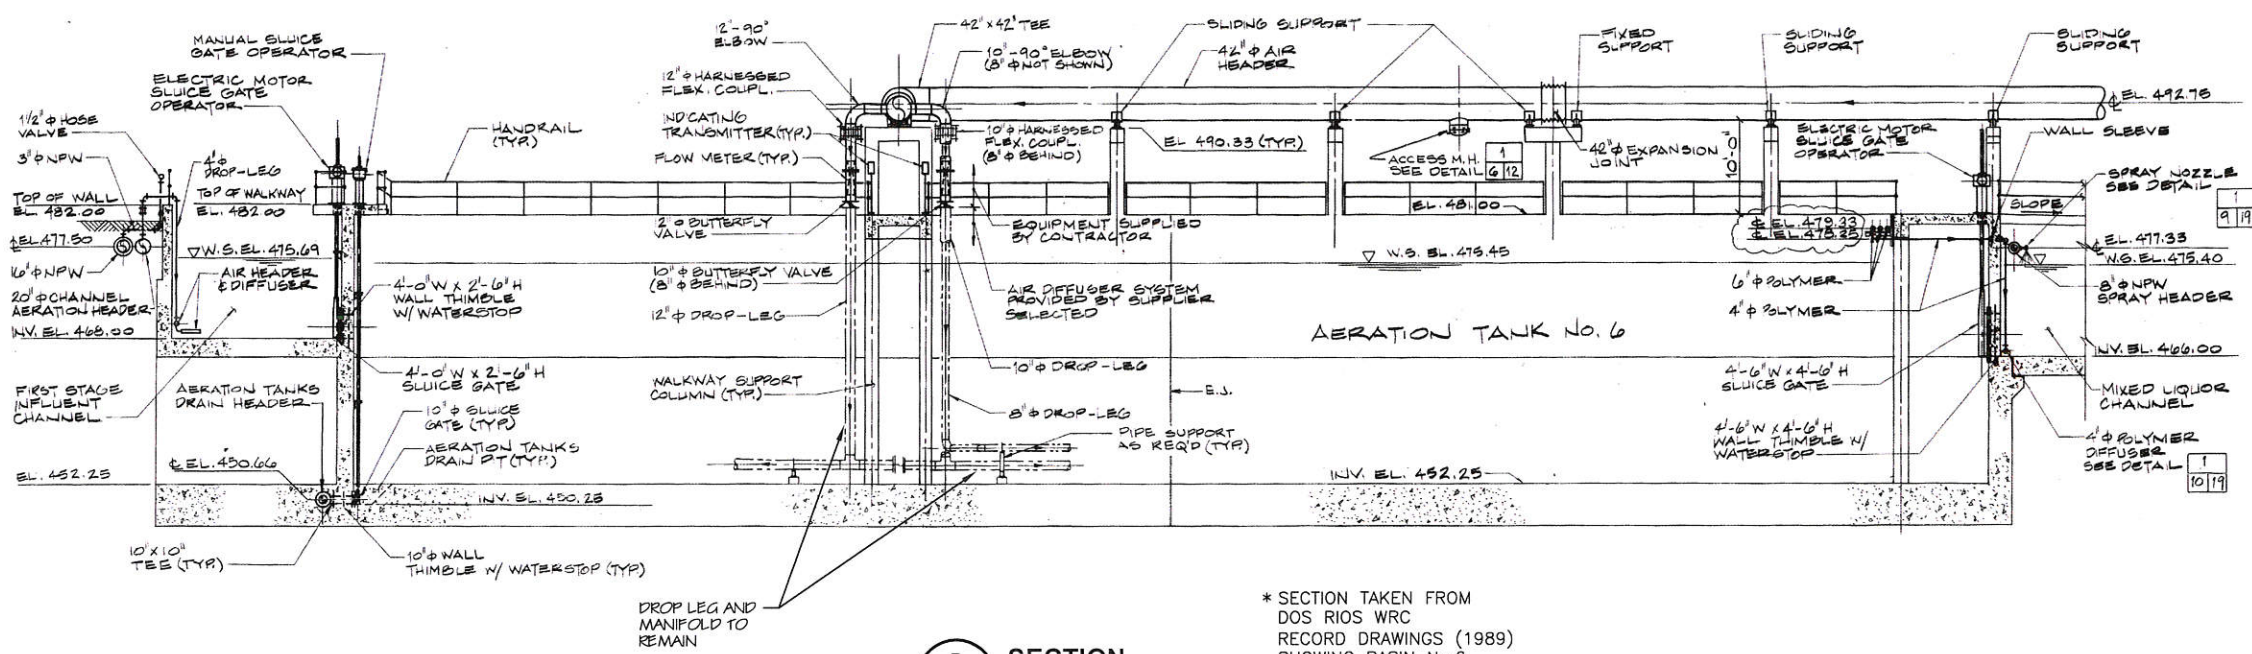 MANUAL SLUICE
GATE OPERATOR
ELECTRIC MOTOR
SLUICE GATE
OPERATOR
1 1/2" Φ HOSE
VALVE
3" Φ NPW
4" Φ
DROP-LEG
TOP OF WALL
EL. 482.00
TOP OF WALKWAY
EL. 482.00
℄ EL. 477.50
W.S. EL. 475.69
16" Φ NPW
AIR HEADER
& DIFFUSER
20" Φ CHANNEL
AERATION HEADER
INV. EL. 468.00
4'-0" W x 2'-6" H
WALL THIMBLE
W/ WATERSTOP
FIRST STAGE
INFLUENT
CHANNEL
AERATION TANKS
DRAIN HEADER
4'-0" W x 2'-6" H
SLUICE GATE
10" Φ SLUICE
GATE (TYP.)
AERATION TANKS
DRAIN PIT (TYP.)
℄ EL. 450.66
EL. 452.25
INV. EL. 450.25
10" x 10"
TEE (TYP.)
10" Φ WALL
THIMBLE W/ WATERSTOP (TYP.)
HANDRAIL
(TYP.)
12"-90°
ELBOW
42" x 42" TEE
10"-90° ELBOW
(8" Φ NOT SHOWN)
12" Φ HARNESSED
FLEX. COUPL.
INDICATING
TRANSMITTER (TYP.)
FLOW METER (TYP.)
BUTTERFLY
VALVE
10" Φ BUTTERFLY VALVE
(8" Φ BEHIND)
12" Φ DROP-LEG
WALKWAY SUPPORT
COLUMN (TYP.)
10" Φ HARNESSED
FLEX. COUPL.
(8" Φ BEHIND)
EQUIPMENT SUPPLIED
BY CONTRACTOR
AIR DIFFUSER SYSTEM
PROVIDED BY SUPPLIER
SELECTED
10" Φ DROP-LEG
8" Φ DROP-LEG
PIPE SUPPORT
AS REQ'D (TYP.)
E.J.
SLIDING SUPPORT
42" Φ AIR
HEADER
EL 490.33 (TYP.)
ACCESS M.H.
SEE DETAIL
1
6 12
FIXED
SUPPORT
42" Φ EXPANSION
JOINT
10'-0"
SLIDING
SUPPORT
SLIDING
SUPPORT
℄ EL. 492.75
ELECTRIC MOTOR
SLUICE GATE
OPERATOR
WALL SLEEVE
SPRAY NOZZLE
SEE DETAIL
1
9 19
SLOPE
EL. 481.00
℄ EL. 479.33
℄ EL. 478.25
W.S. EL. 475.45
℄ EL. 477.33
W.S. EL. 475.40
6" Φ POLYMER
4" Φ POLYMER
8" Φ NPW
SPRAY HEADER
AERATION TANK NO. 6
INV. EL. 466.00
4'-6" W x 4'-6" H
SLUICE GATE
MIXED LIQUOR
CHANNEL
4'-6" W x 4'-6" H
WALL THIMBLE W/
WATERSTOP
4" Φ POLYMER
DIFFUSER
SEE DETAIL
1
10 19
INV. EL. 452.25
DROP LEG AND
MANIFOLD TO
REMAIN
SECTION
* SECTION TAKEN FROM
DOS RIOS WRC
RECORD DRAWINGS (1989)